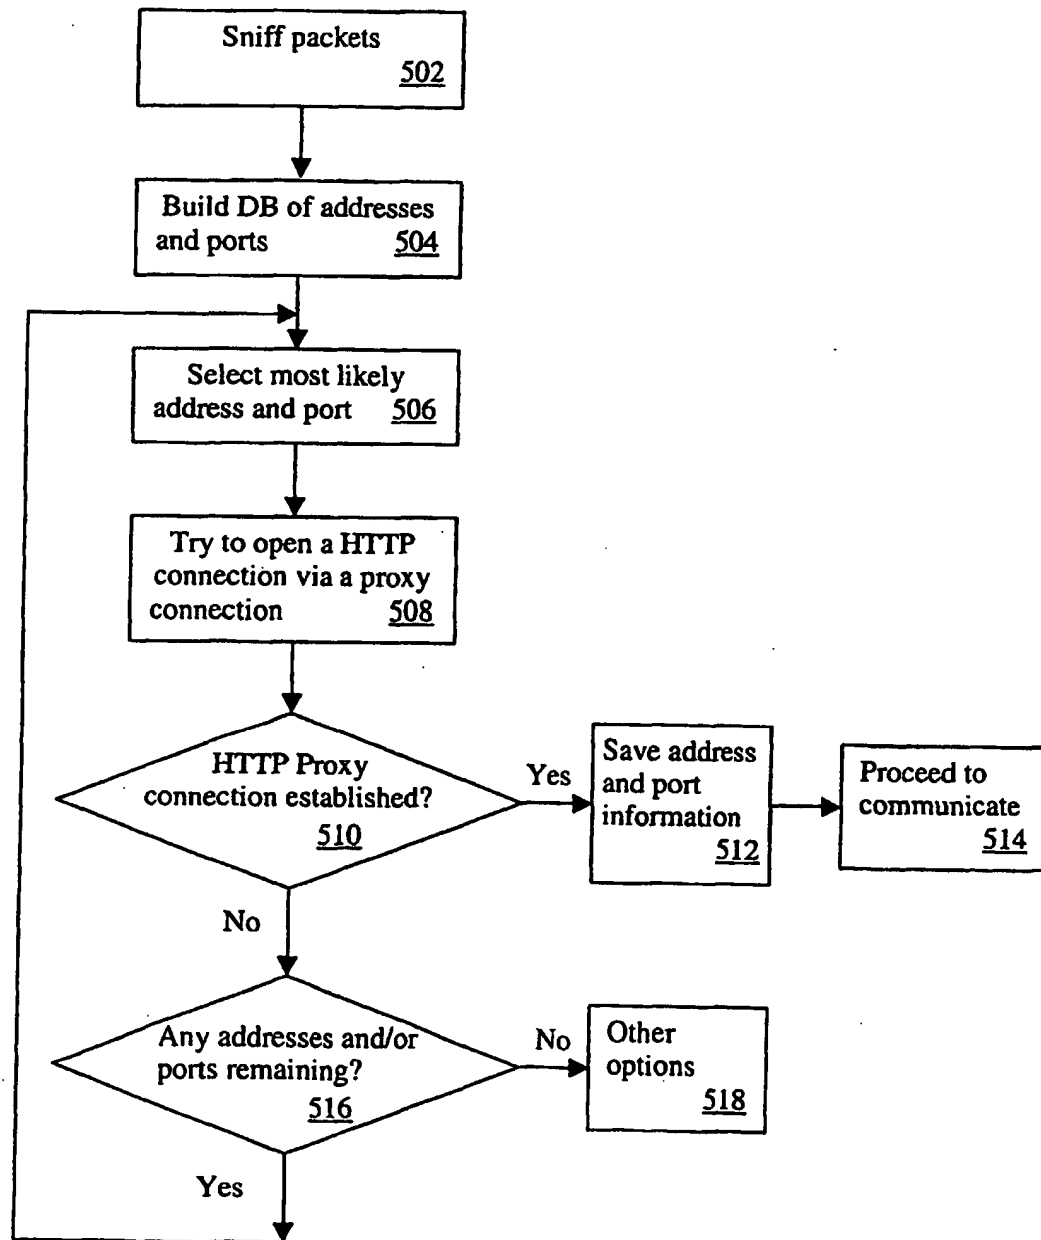 Sniff packets
502
Build DB of addresses
and ports 504
Select most likely
address and port 506
Try to open a HTTP
connection via a proxy
connection 508
HTTP Proxy
connection established?
510
Yes
Save address
and port
information
512
Proceed to
communicate
514
No
Any addresses and/or
ports remaining?
516
No
Other
options
518
Yes